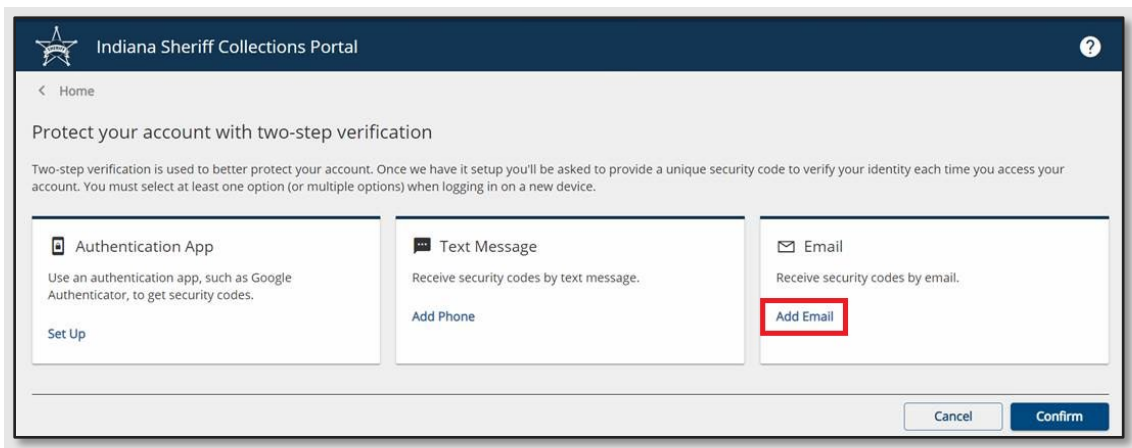 Indiana Sheriff Collections Portal
?
< Home
Protect your account with two-step verification
Two-step verification is used to better protect your account. Once we have it setup you'll be asked to provide a unique security code to verify your identity each time you access your
account. You must select at least one option (or multiple options) when logging in on a new device.
Authentication App
Use an authentication app, such as Google
Authenticator, to get security codes.
Set Up
Text Message
Receive security codes by text message.
Add Phone
Email
Receive security codes by email.
Add Email
Cancel
Confirm